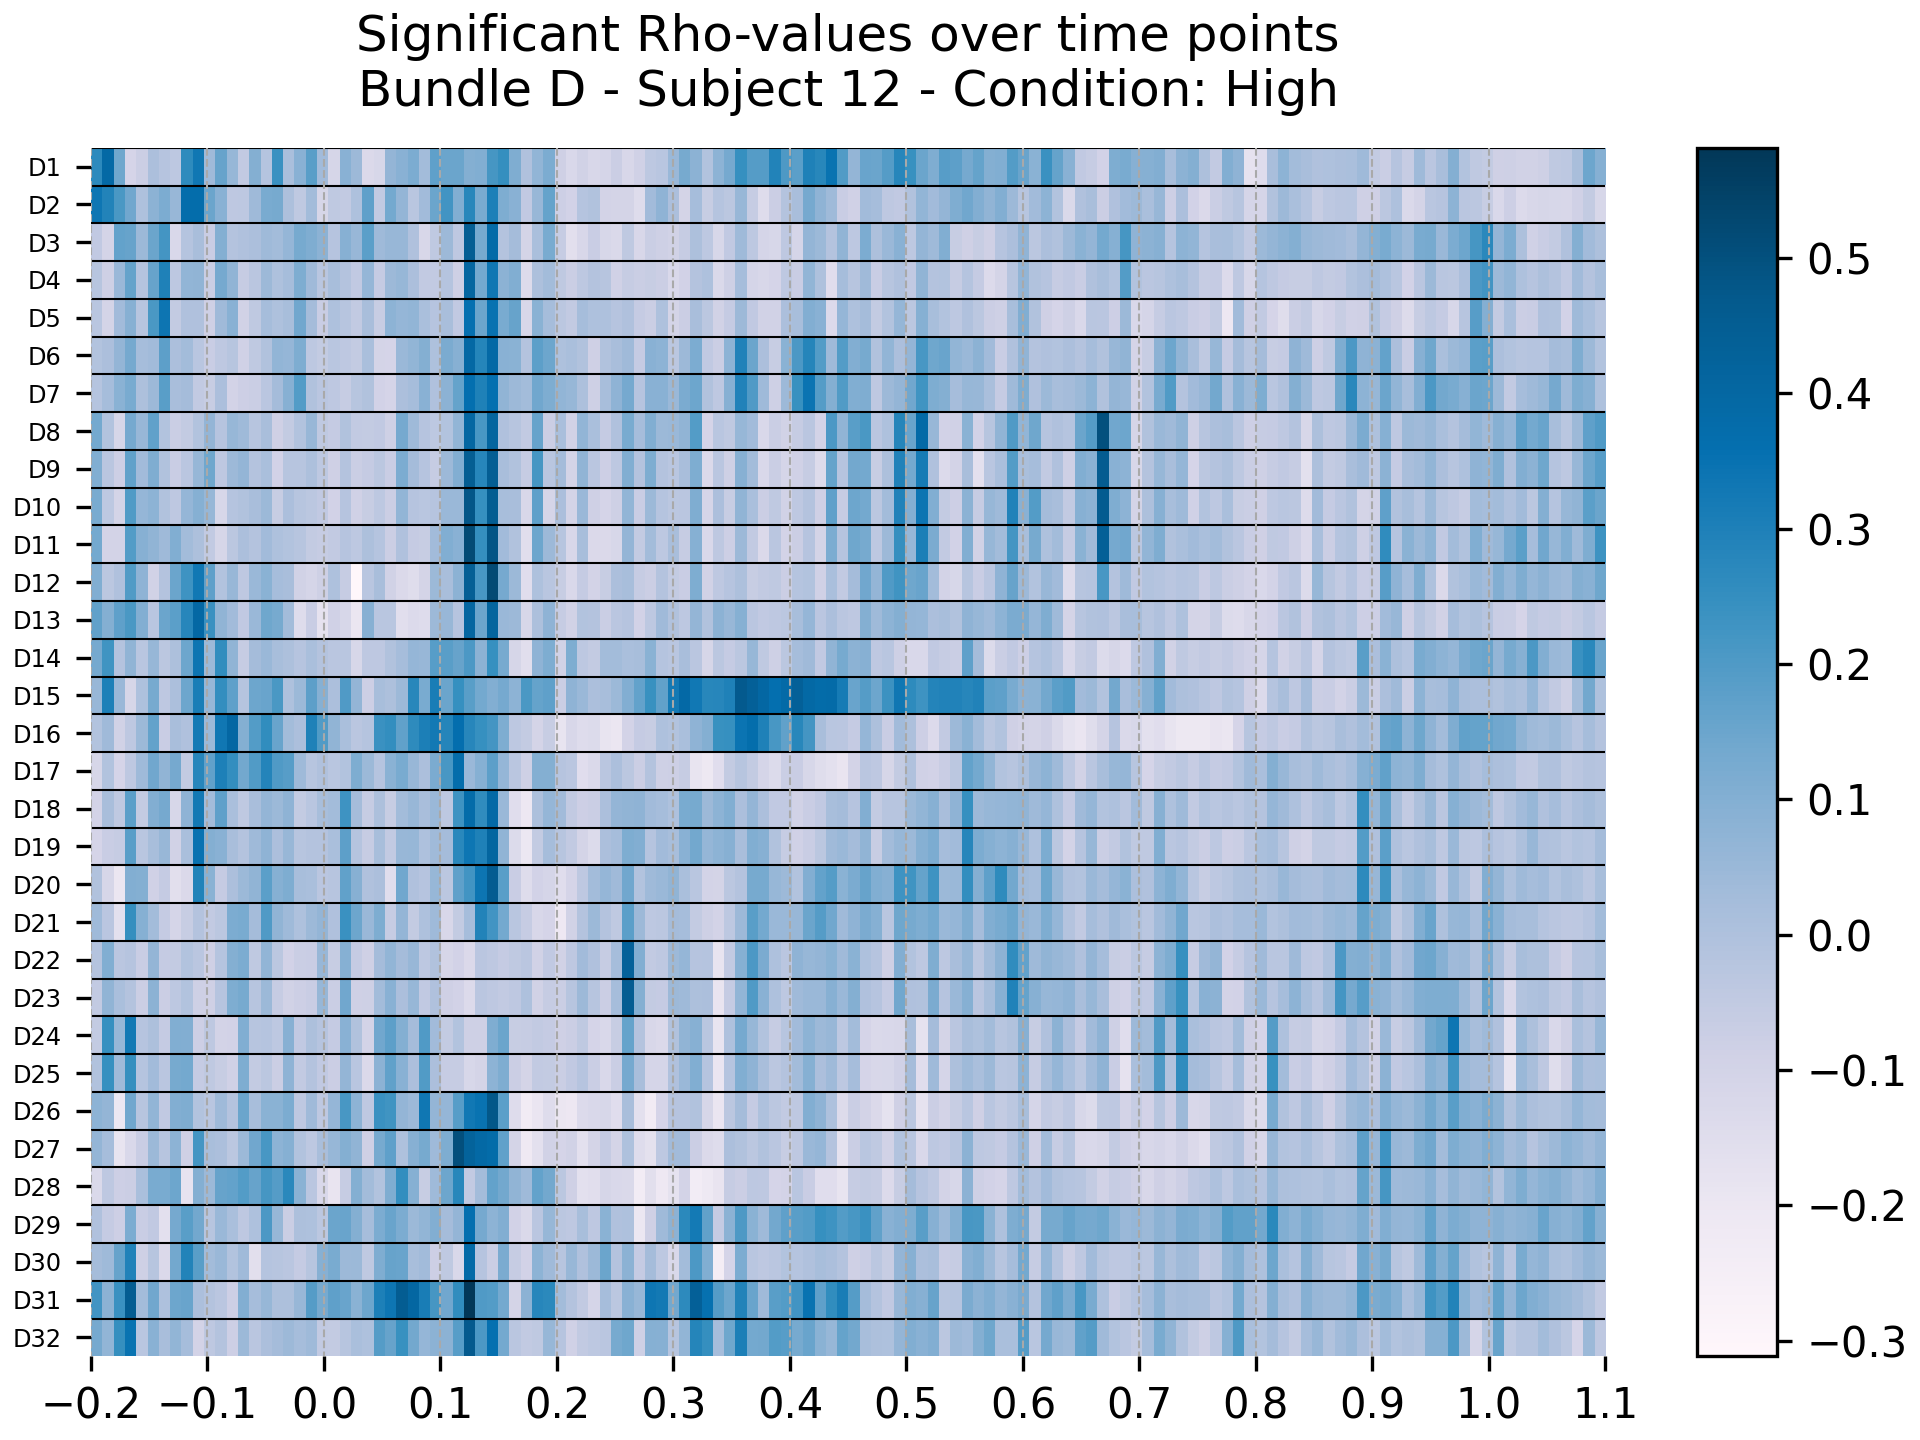 Significant Rho-values over time points
Bundle D - Subject 12 - Condition: High
D1
D2
D3
D4
D5
D6
D7
D8
D9
D10
D11
D12
D13
D14
D15
D16
D17
D18
D19
D20
D21
D22
D23
D24
D25
D26
D27
D28
D29
D30
D31
D32
−0.2 −0.1 0.0 0.1 0.2 0.3 0.4 0.5 0.6 0.7 0.8 0.9 1.0 1.1
0.5
0.4
0.3
0.2
0.1
0.0
−0.1
−0.2
−0.3